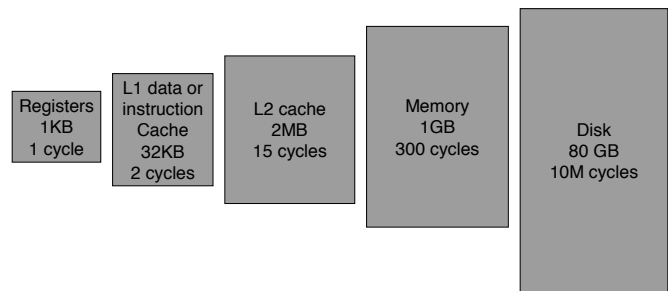 Registers
1KB
1 cycle
L1 data or
instruction
Cache
32KB
2 cycles
L2 cache
2MB
15 cycles
Memory
1GB
300 cycles
Disk
80 GB
10M cycles